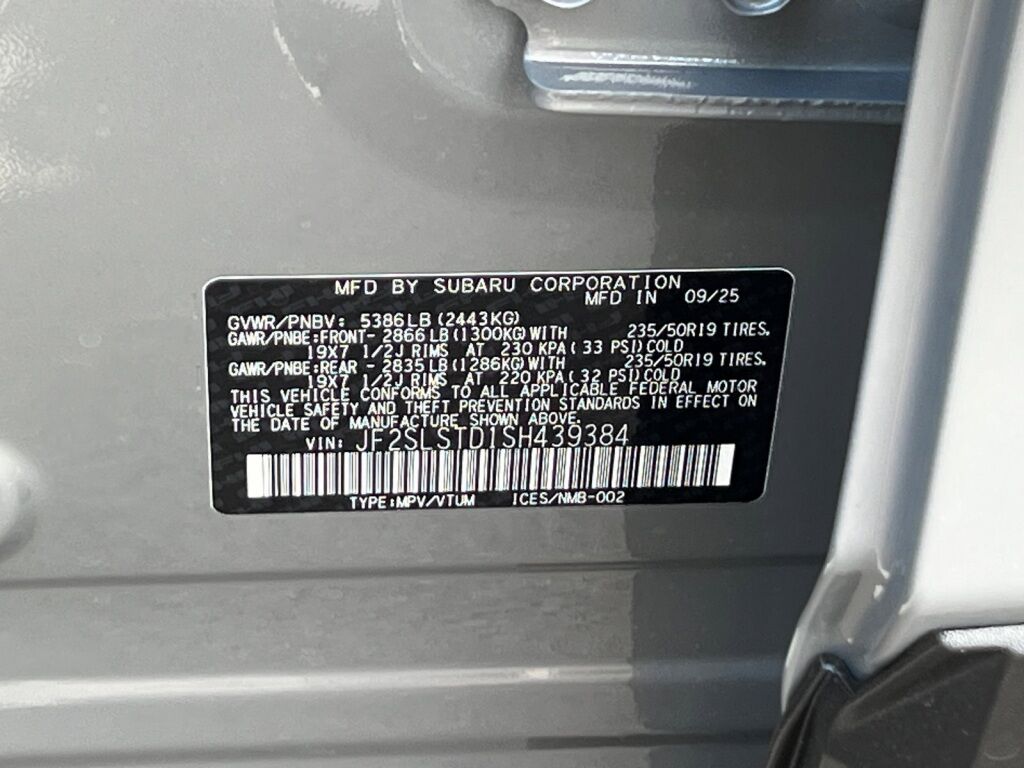 MFD BY SUBARU CORPORATION
MFD IN 09/25
GVWR/PNBV: 5386LB(2443KG)
GAWR/PNBE:FRONT- 2866LB(1300KG)WITH 235/50R19 TIRES.
19X7 1/2J RIMS AT 230 KPA( 33 PSI)COLD
GAWR/PNBE:REAR - 2835LB(1286KG)WITH 235/50R19 TIRES.
19X7 1/2J RIMS AT 220 KPA(32 PSI)COLD
THIS VEHICLE CONFORMS TO ALL APPLICABLE FEDERAL MOTOR
VEHICLE SAFETY AND THEFT PREVENTION STANDARDS IN EFFECT ON
THE DATE OF MANUFACTURE SHOWN ABOVE.
VIN: JF2SLSTD1SH439384
TYPE:MPV/VTUM ICES/NMB-002